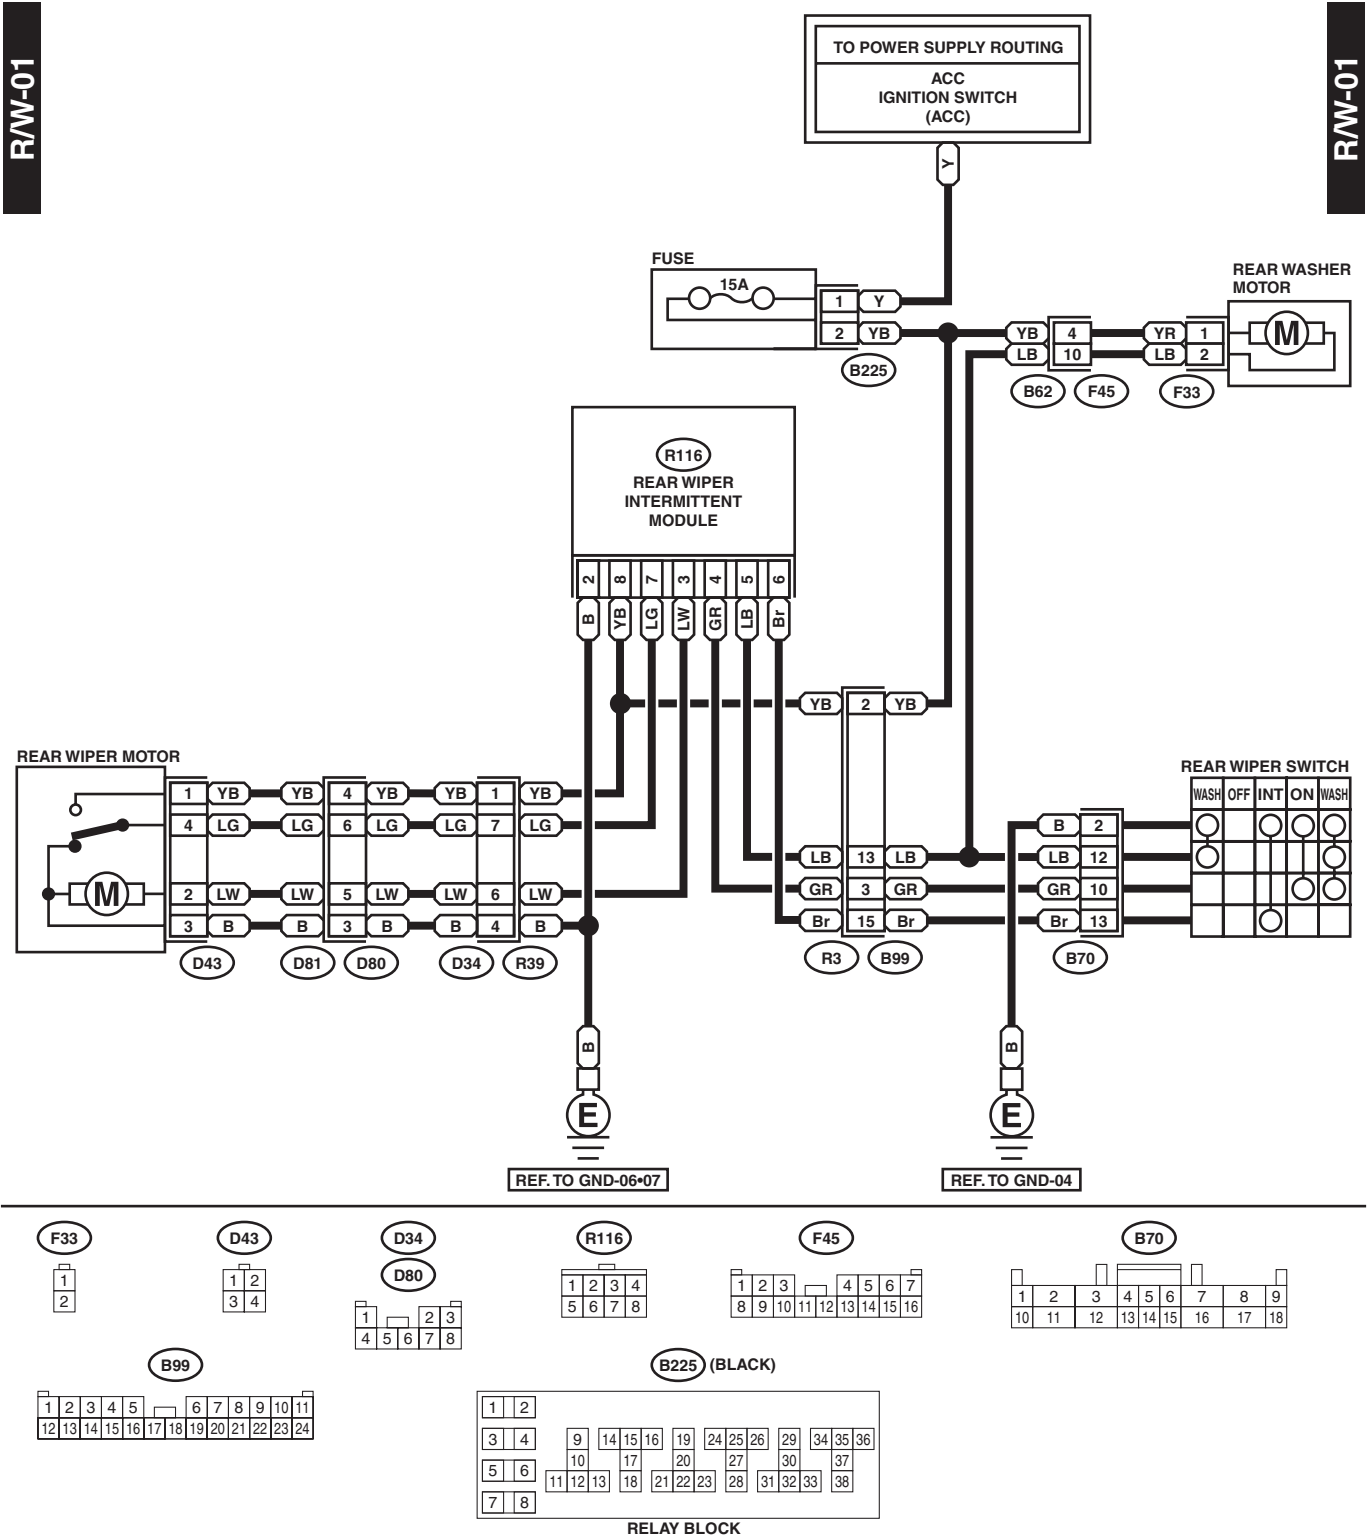 R/W-01
R/W-01
TO POWER SUPPLY ROUTING
ACC
IGNITION SWITCH
(ACC)
Y
FUSE
15A
1 Y
2 YB
B225
YB 4 YR 1
LB 10 LB 2
B62 F45 F33
REAR WASHER
MOTOR
M
R116
REAR WIPER
INTERMITTENT
MODULE
2 8 7 3 4 5 6
B YB LG LW GR LB Br
YB 2 YB
REAR WIPER MOTOR
M
1 YB YB 4 YB YB 1 YB
4 LG LG 6 LG LG 7 LG
2 LW LW 5 LW LW 6 LW
3 B B 3 B B 4 B
D43 D81 D80 D34 R39
LB 13 LB
GR 3 GR
Br 15 Br
R3 B99
REAR WIPER SWITCH
WASH OFF INT ON WASH
B 2
LB 12
GR 10
Br 13
B70
B
E
REF. TO GND-06•07
B
E
REF. TO GND-04
F33
1
2
D43
1 2
3 4
D34
D80
1 2 3
4 5 6 7 8
R116
1 2 3 4
5 6 7 8
F45
1 2 3 4 5 6 7
8 9 10 11 12 13 14 15 16
B70
1 2 3 4 5 6 7 8 9
10 11 12 13 14 15 16 17 18
B99
1 2 3 4 5 6 7 8 9 10 11
12 13 14 15 16 17 18 19 20 21 22 23 24
B225 (BLACK)
1 2
3 4
5 6
7 8
9 14 15 16 19 24 25 26 29 34 35 36
10 17 20 27 30 37
11 12 13 18 21 22 23 28 31 32 33 38
RELAY BLOCK